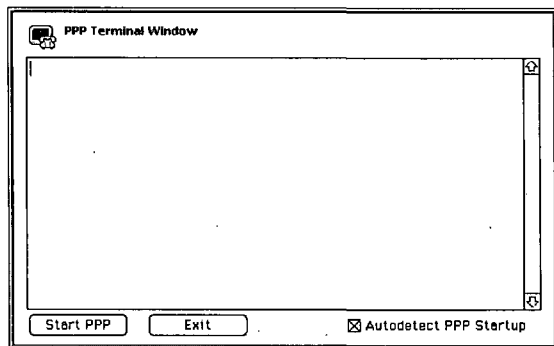 PPP Terminal Window
Start PPP
Exit
Autodetect PPP Startup